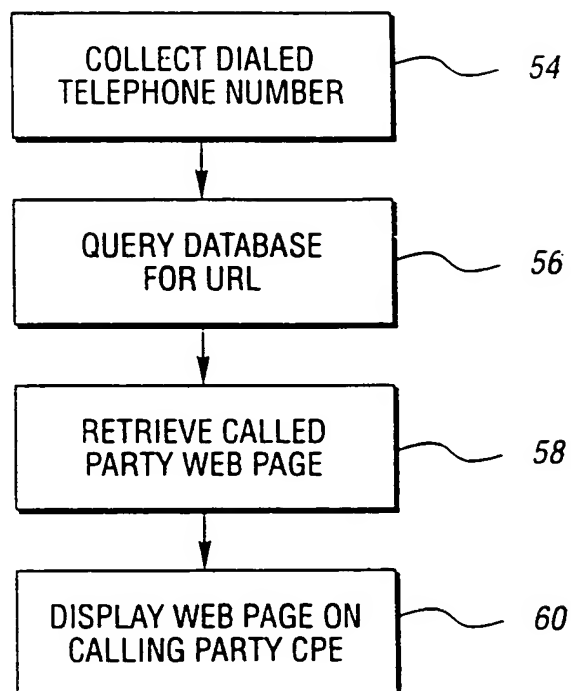 COLLECT DIALED
TELEPHONE NUMBER
54
QUERY DATABASE
FOR URL
56
RETRIEVE CALLED
PARTY WEB PAGE
58
DISPLAY WEB PAGE ON
CALLING PARTY CPE
60